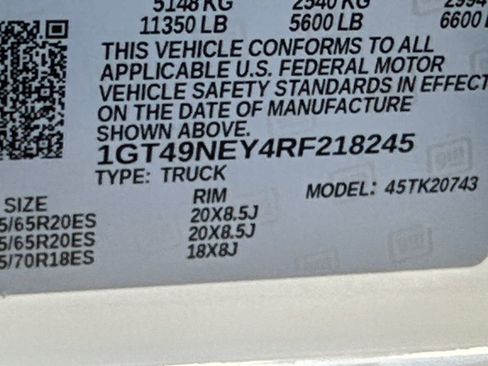 5148 KG 2540 KG 2994
11350 LB 5600 LB 6600
THIS VEHICLE CONFORMS TO ALL
APPLICABLE U.S. FEDERAL MOTOR
VEHICLE SAFETY STANDARDS IN EFFECT
ON THE DATE OF MANUFACTURE
SHOWN ABOVE.
1GT49NEY4RF218245
TYPE: TRUCK MODEL: 45TK20743
SIZE RIM
5/65R20ES 20X8.5J
5/65R20ES 20X8.5J
5/70R18ES 18X8J